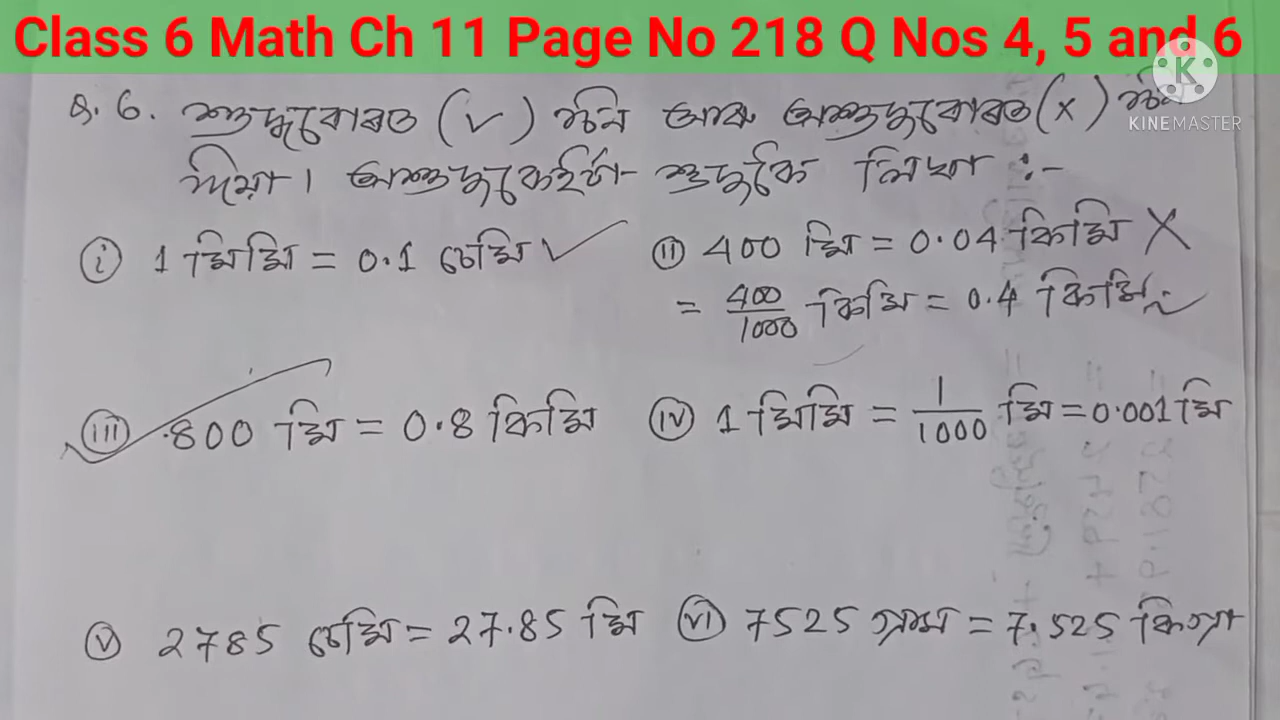 Class 6 Math Ch 11 Page No 218 Q Nos 4, 5 and 6
K
KINEMASTER
Q. 6. শুদ্ধবোৰত (√) চিন আৰু অশুদ্ধবোৰত (×) চিন
দিয়া। অশুদ্ধকেইটা শুদ্ধকৈ লিখা :-
(i) 1 মিমি = 0.1 চেমি ✓ (ii) 400 মি = 0.04 কিমি ×
= 400/1000 কিমি = 0.4 কিমি ✓
(iii) 800 মি = 0.8 কিমি (iv) 1 মিমি = 1/1000 মি = 0.001 মি
(v) 2785 চেমি = 27.85 মি (vi) 7525 গ্ৰাম = 7.525 কিগ্ৰা